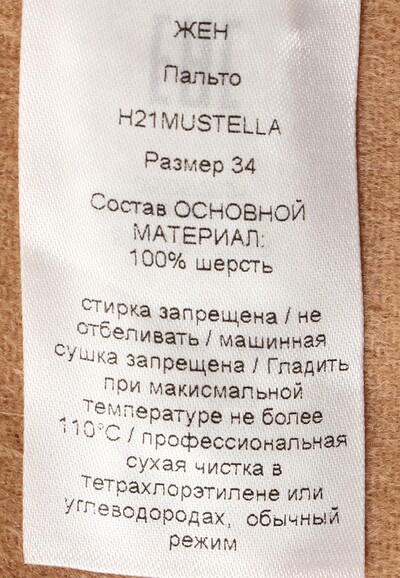 ЖЕН
Пальто
H21MUSTELLA
Размер 34
Состав ОСНОВНОЙ
МАТЕРИАЛ:
100% шерсть
стирка запрещена / не
отбеливать / машинная
сушка запрещена / Гладить
при макисмальной
температуре не более
110°C / профессиональная
сухая чистка в
тетрахлорэтилене или
углеводородах, обычный
режим